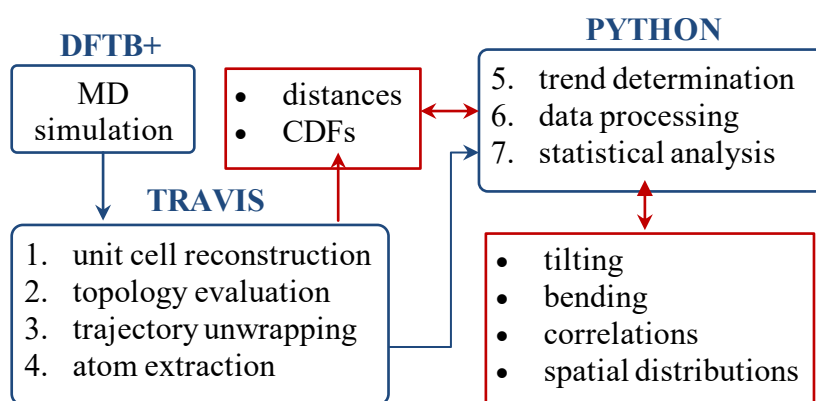 DFTB+
MD
simulation
• distances
• CDFs
PYTHON
5. trend determination
6. data processing
7. statistical analysis
TRAVIS
1. unit cell reconstruction
2. topology evaluation
3. trajectory unwrapping
4. atom extraction
• tilting
• bending
• correlations
• spatial distributions